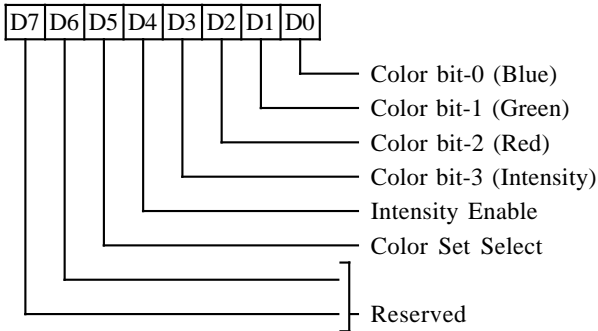 D7 D6 D5 D4 D3 D2 D1 D0
Color bit-0 (Blue)
Color bit-1 (Green)
Color bit-2 (Red)
Color bit-3 (Intensity)
Intensity Enable
Color Set Select
Reserved